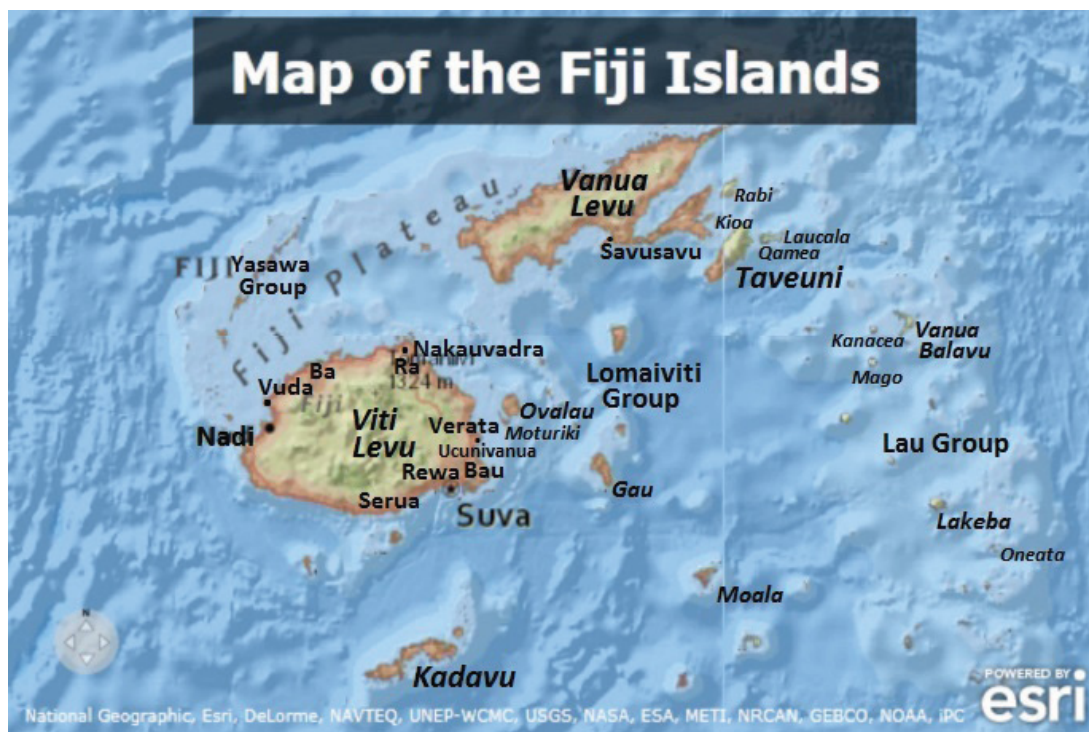 Map of the Fiji Islands
Vanua
Levu
Rabi
Kioa
Laucala
Qamea
Savusavu
Taveuni
FIJI
Yasawa
Group
Fiji Plateau
Nakauvadra
Ra
1324 m
Ba
Vuda
Fiji
Nadi
Viti
Levu
Verata
Ucunivanua
Rewa
Bau
Serua
Suva
Ovalau
Moturiki
Lomaiviti
Group
Gau
Kanacea
Vanua
Balavu
Mago
Lau Group
Lakeba
Oneata
Moala
Kadavu
N
POWERED BY
esri
National Geographic, Esri, DeLorme, NAVTEQ, UNEP-WCMC, USGS, NASA, ESA, METI, NRCAN, GEBCO, NOAA, iPC